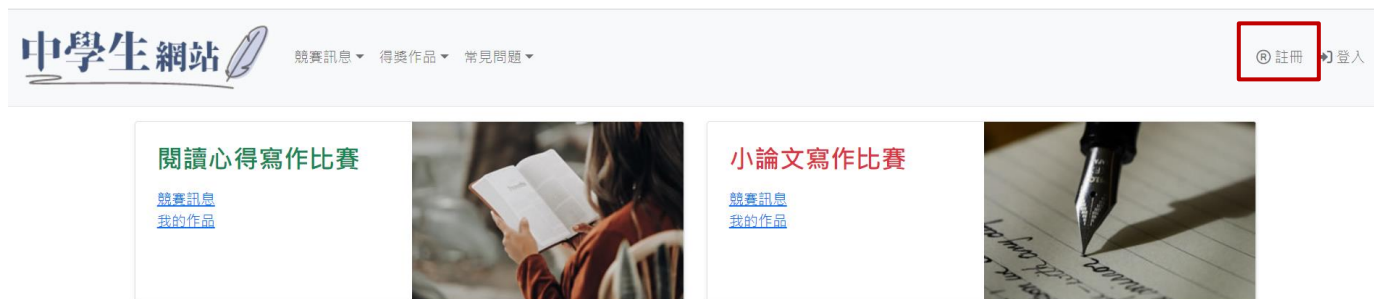 中學生網站
競賽訊息 得獎作品 常見問題
® 註冊 登入
閱讀心得寫作比賽
競賽訊息
我的作品
小論文寫作比賽
競賽訊息
我的作品